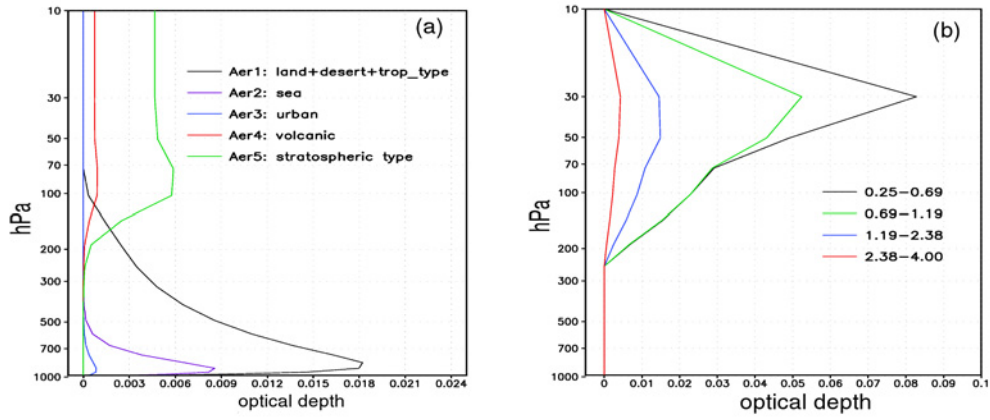 (a)
10
30
50
70
100
200
300
500
700
1000
hPa
Aer1: land+desert+trop_type
Aer2: sea
Aer3: urban
Aer4: volcanic
Aer5: stratospheric type
0 0.003 0.006 0.009 0.012 0.015 0.018 0.021 0.024
optical depth
(b)
10
30
50
70
100
200
300
500
700
1000
hPa
0.25−0.69
0.69−1.19
1.19−2.38
2.38−4.00
0 0.01 0.02 0.03 0.04 0.05 0.06 0.07 0.08 0.09 0.1
optical depth